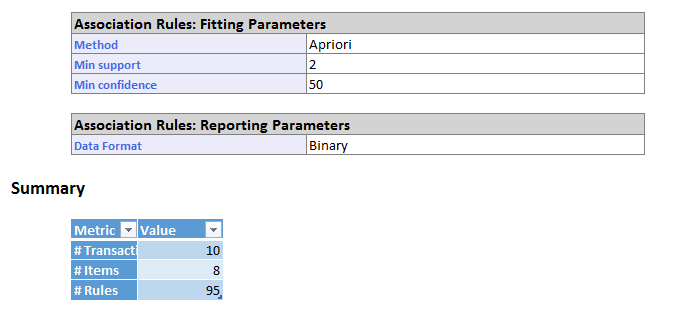 Association Rules: Fitting Parameters
Method Apriori
Min support 2
Min confidence 50
Association Rules: Reporting Parameters
Data Format Binary
Summary
Metric Value
# Transacti 10
# Items 8
# Rules 95